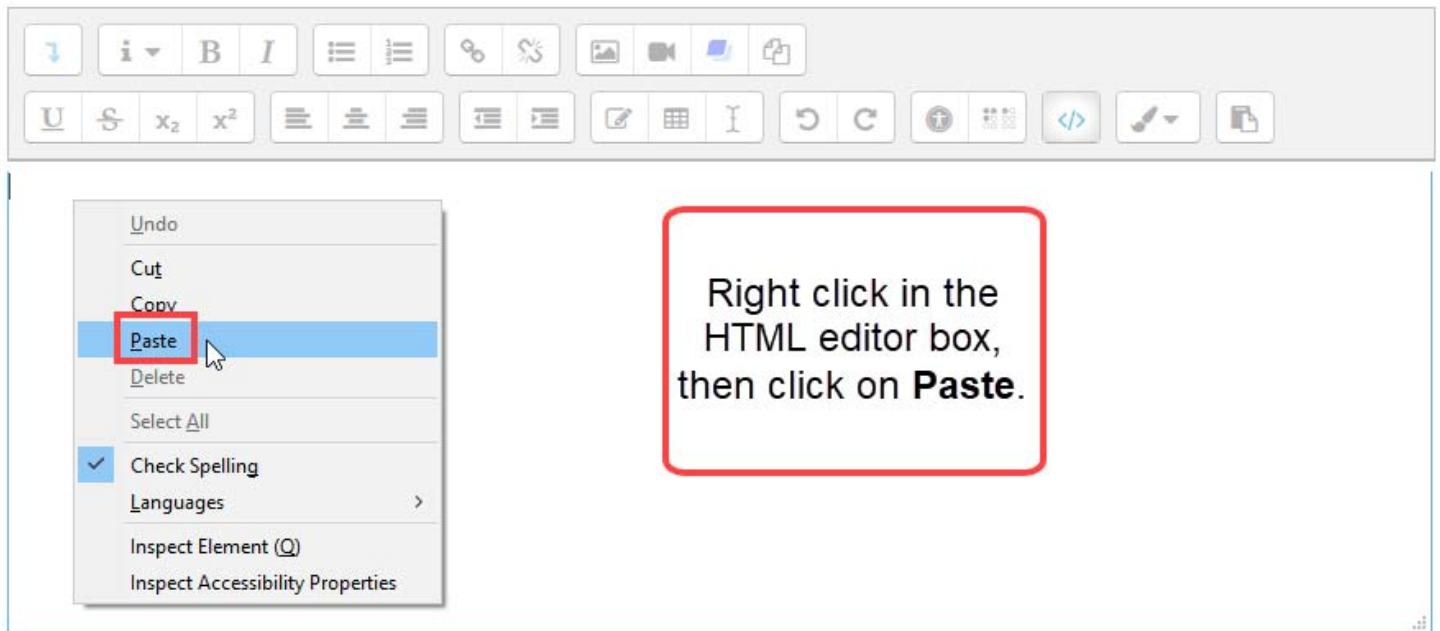 i B I
U S x₂ x²
</>
Undo
Cut
Copy
Paste
Delete
Select All
Check Spelling
Languages
Inspect Element (Q)
Inspect Accessibility Properties
Right click in the
HTML editor box,
then click on Paste.